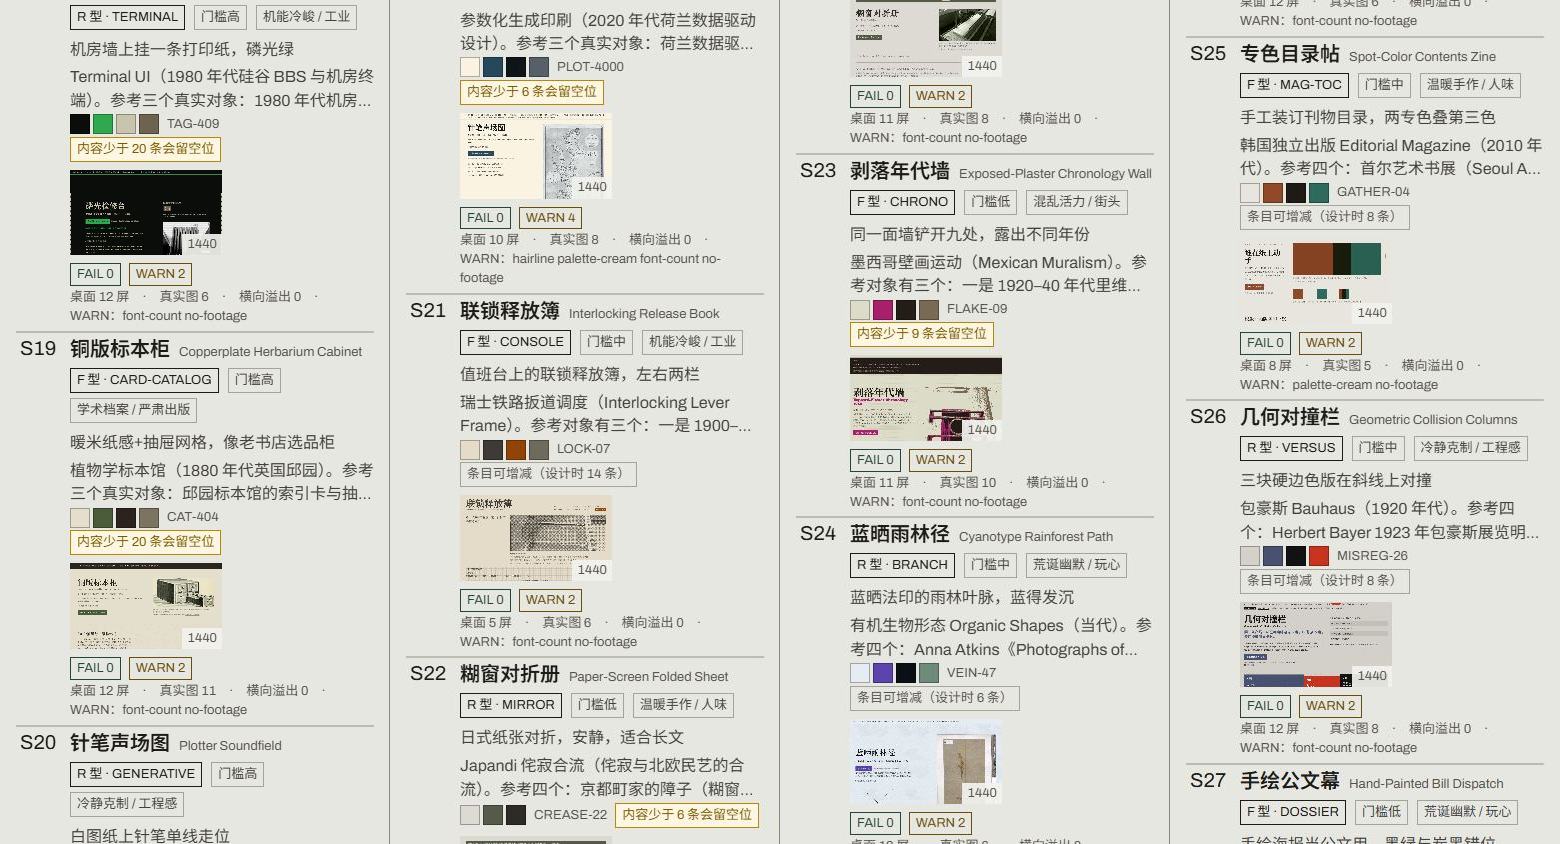 R 型 · TERMINAL 门槛高 机能冷峻 / 工业
机房墙上挂一条打印纸，磷光绿
Terminal UI（1980 年代硅谷 BBS 与机房终
端）。参考三个真实对象：1980 年代机房...
TAG-409
内容少于 20 条会留空位
磷光检修台
1440
FAIL 0 WARN 2
桌面 12 屏 · 真实图 6 · 横向溢出 0 ·
WARN：font-count no-footage
S19 铜版标本柜 Copperplate Herbarium Cabinet
F 型 · CARD-CATALOG 门槛高
学术档案 / 严肃出版
暖米纸感+抽屉网格，像老书店选品柜
植物学标本馆（1880 年代英国邱园）。参考
三个真实对象：邱园标本馆的索引卡与抽...
CAT-404
内容少于 20 条会留空位
铜版标本柜
1440
FAIL 0 WARN 2
桌面 12 屏 · 真实图 11 · 横向溢出 0 ·
WARN：font-count no-footage
S20 针笔声场图 Plotter Soundfield
R 型 · GENERATIVE 门槛高
冷静克制 / 工程感
白图纸上针笔单线走位
参数化生成印刷（2020 年代荷兰数据驱动
设计）。参考三个真实对象：荷兰数据驱...
PLOT-4000
内容少于 6 条会留空位
针笔声场图
1440
FAIL 0 WARN 4
桌面 10 屏 · 真实图 8 · 横向溢出 0 ·
WARN：hairline palette-cream font-count no-
footage
S21 联锁释放簿 Interlocking Release Book
F 型 · CONSOLE 门槛中 机能冷峻 / 工业
值班台上的联锁释放簿，左右两栏
瑞士铁路扳道调度（Interlocking Lever
Frame）。参考对象有三个：一是 1900–...
LOCK-07
条目可增减（设计时 14 条）
联锁释放簿
1440
FAIL 0 WARN 2
桌面 5 屏 · 真实图 6 · 横向溢出 0 ·
WARN：font-count no-footage
S22 糊窗对折册 Paper-Screen Folded Sheet
R 型 · MIRROR 门槛低 温暖手作 / 人味
日式纸张对折，安静，适合长文
Japandi 侘寂合流（侘寂与北欧民艺的合
流）。参考四个：京都町家的障子（糊窗...
CREASE-22 内容少于 6 条会留空位
糊窗对折册
1440
FAIL 0 WARN 2
桌面 11 屏 · 真实图 8 · 横向溢出 0 ·
WARN：font-count no-footage
S23 剥落年代墙 Exposed-Plaster Chronology Wall
F 型 · CHRONO 门槛低 混乱活力 / 街头
同一面墙铲开九处，露出不同年份
墨西哥壁画运动（Mexican Muralism）。参
考对象有三个：一是 1920–40 年代里维...
FLAKE-09
内容少于 9 条会留空位
剥落年代墙
1440
FAIL 0 WARN 2
桌面 11 屏 · 真实图 10 · 横向溢出 0 ·
WARN：font-count no-footage
S24 蓝晒雨林径 Cyanotype Rainforest Path
R 型 · BRANCH 门槛中 荒诞幽默 / 玩心
蓝晒法印的雨林叶脉，蓝得发沉
有机生物形态 Organic Shapes（当代）。参
考四个：Anna Atkins《Photographs of...
VEIN-47
条目可增减（设计时 6 条）
蓝晒雨林径
1440
FAIL 0 WARN 2
WARN：font-count no-footage
S25 专色目录帖 Spot-Color Contents Zine
F 型 · MAG-TOC 门槛中 温暖手作 / 人味
手工装订刊物目录，两专色叠第三色
韩国独立出版 Editorial Magazine（2010 年
代）。参考四个：首尔艺术书展（Seoul A...
GATHER-04
条目可增减（设计时 8 条）
1440
FAIL 0 WARN 2
桌面 8 屏 · 真实图 5 · 横向溢出 0 ·
WARN：palette-cream no-footage
S26 几何对撞栏 Geometric Collision Columns
R 型 · VERSUS 门槛中 冷静克制 / 工程感
三块硬边色版在斜线上对撞
包豪斯 Bauhaus（1920 年代）。参考四
个：Herbert Bayer 1923 年包豪斯展览明...
MISREG-26
条目可增减（设计时 8 条）
几何对撞栏
1440
FAIL 0 WARN 2
桌面 12 屏 · 真实图 8 · 横向溢出 0 ·
WARN：font-count no-footage
S27 手绘公文幕 Hand-Painted Bill Dispatch
F 型 · DOSSIER 门槛低 荒诞幽默 / 玩心